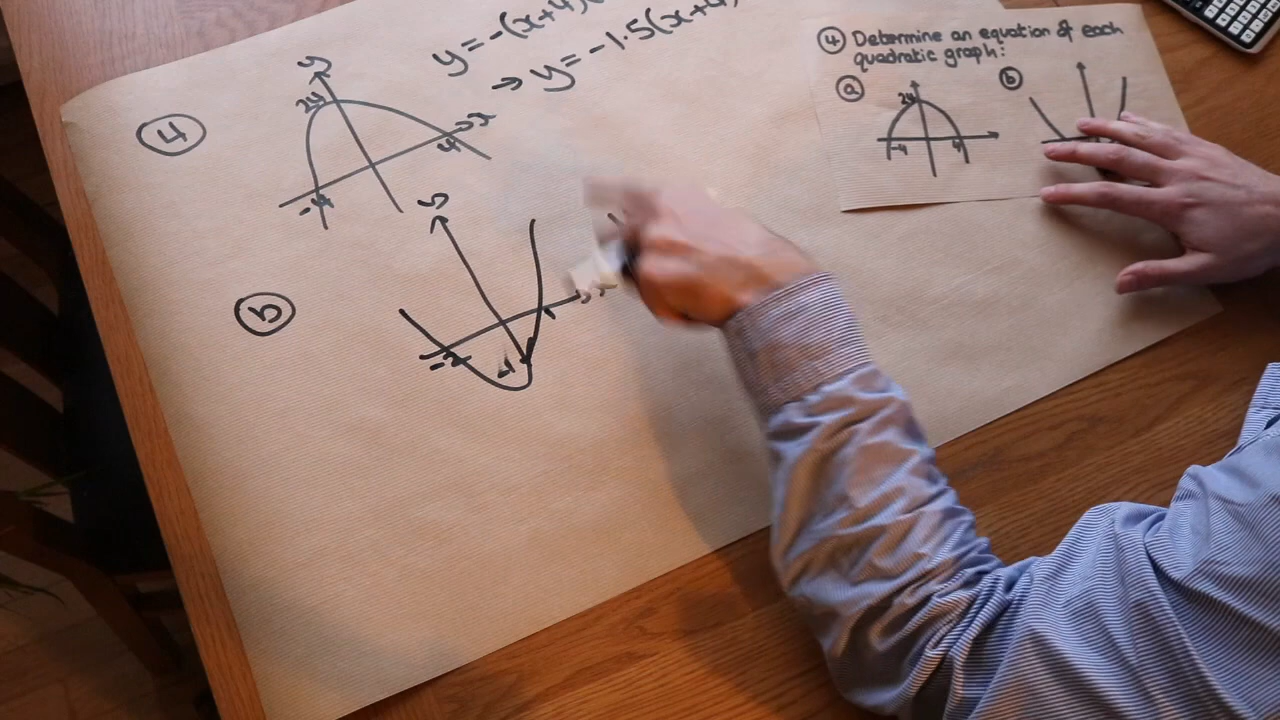 y=-(x+4)(
→ y=-1.5(x+4)
④
y
24
x
-4
4
ⓑ
y
-2
④ Determine an equation of each
quadratic graph:
ⓐ
24
-4
4
ⓑ